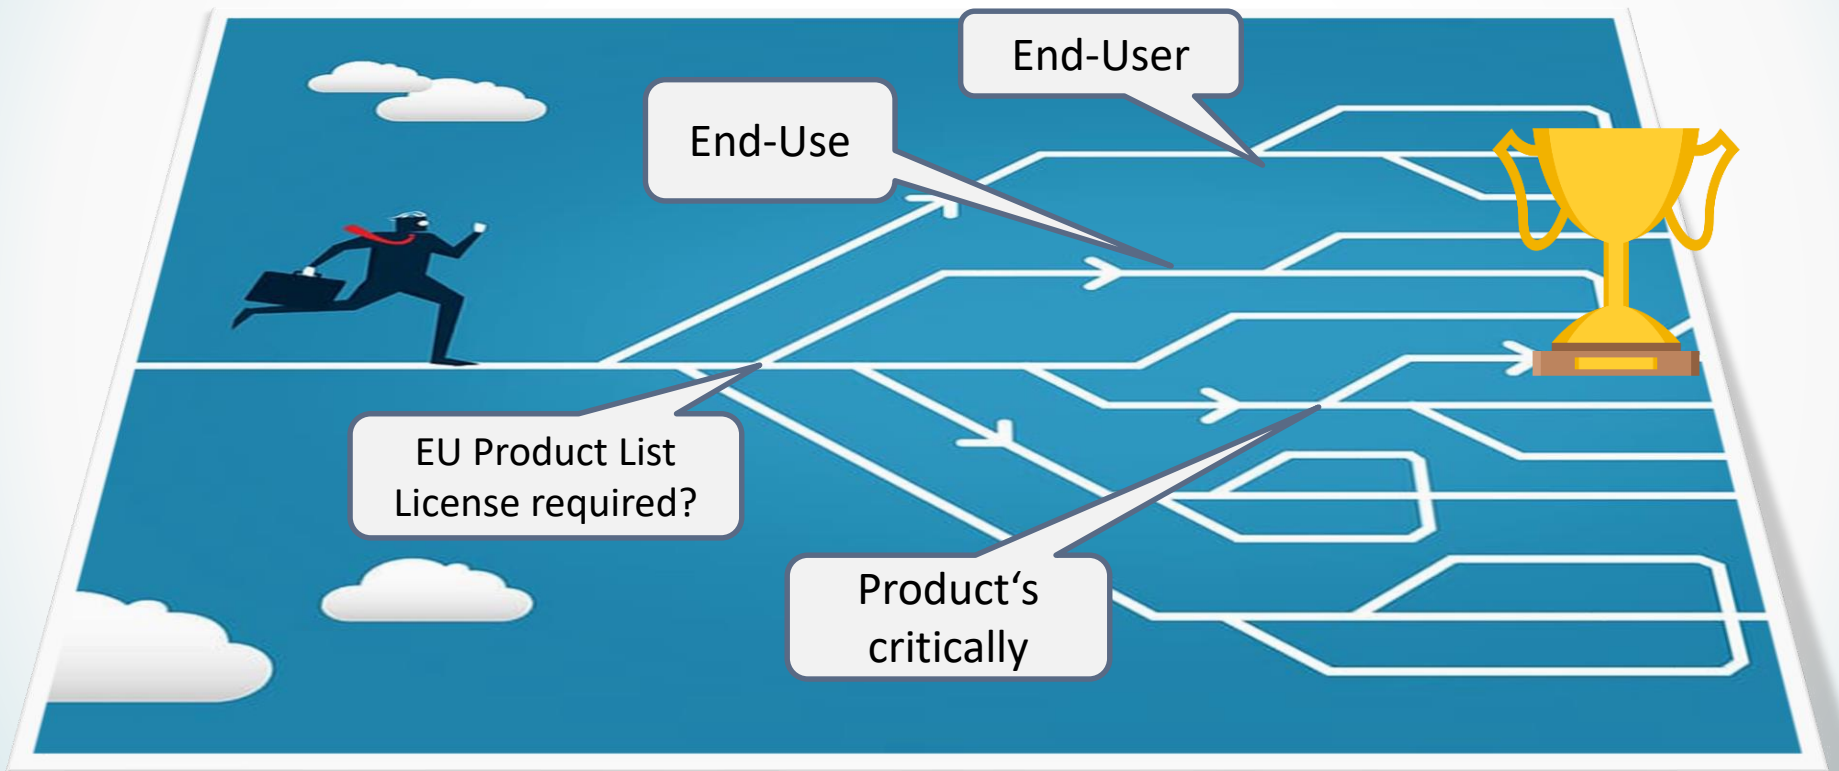 End-User
End-Use
EU Product List
License required?
Product‘s
critically